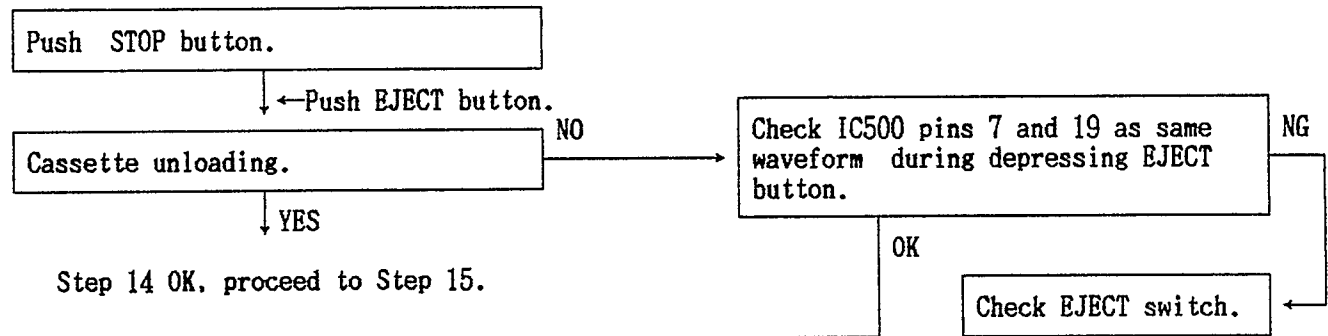 Push STOP button.
←Push EJECT button.
Cassette unloading.
NO
YES
Step 14 OK, proceed to Step 15.
Check IC500 pins 7 and 19 as same
waveform during depressing EJECT
button.
NG
OK
Check EJECT switch.